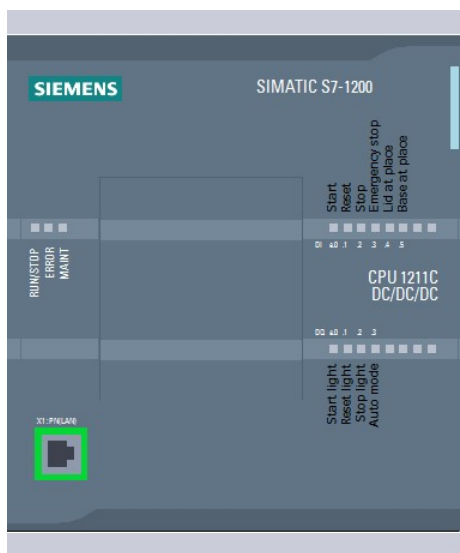 SIEMENS
SIMATIC S7-1200
Start
Reset
Stop
Emergency stop
Lid at place
Base at place
DI a.0 .1 .2 .3 .4 .5
RUN/STOP
ERROR
MAINT
CPU 1211C
DC/DC/DC
DQ a.0 .1 .2 .3
Start light
Reset light
Stop light
Auto mode
X1:PN(LAN)